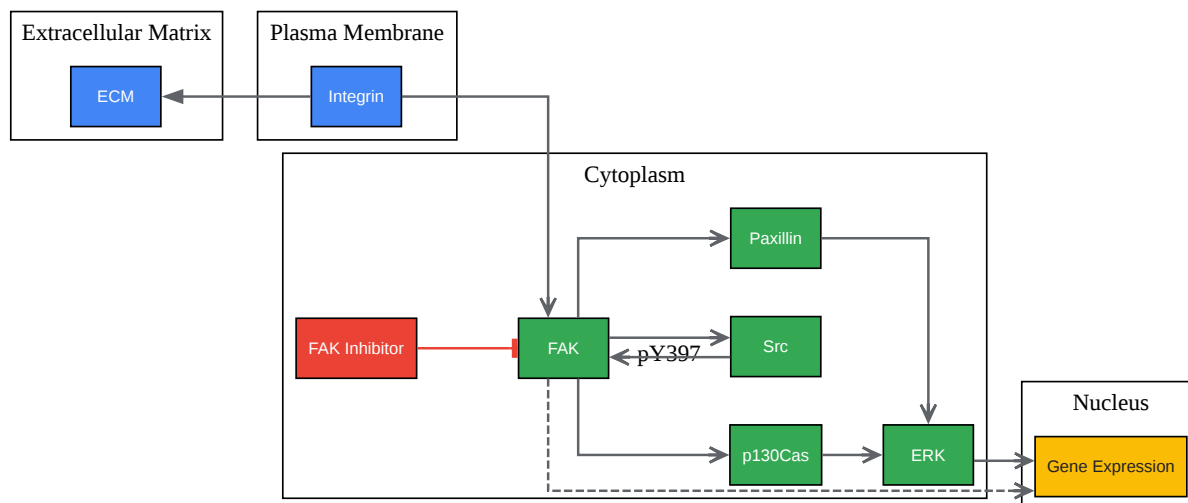 Extracellular Matrix
Plasma Membrane
ECM
Integrin
Cytoplasm
Paxillin
FAK Inhibitor
FAK
pY397
Src
Nucleus
p130Cas
ERK
Gene Expression